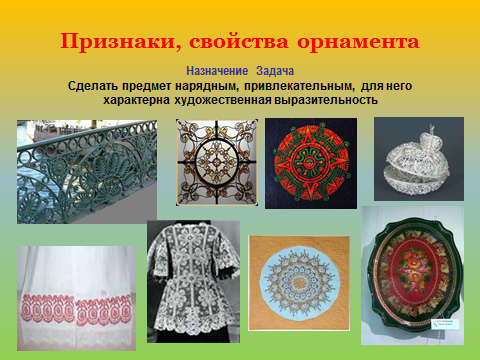 Признаки, свойства орнамента
Назначение Задача
Сделать предмет нарядным, привлекательным, для него
характерна художественная выразительность